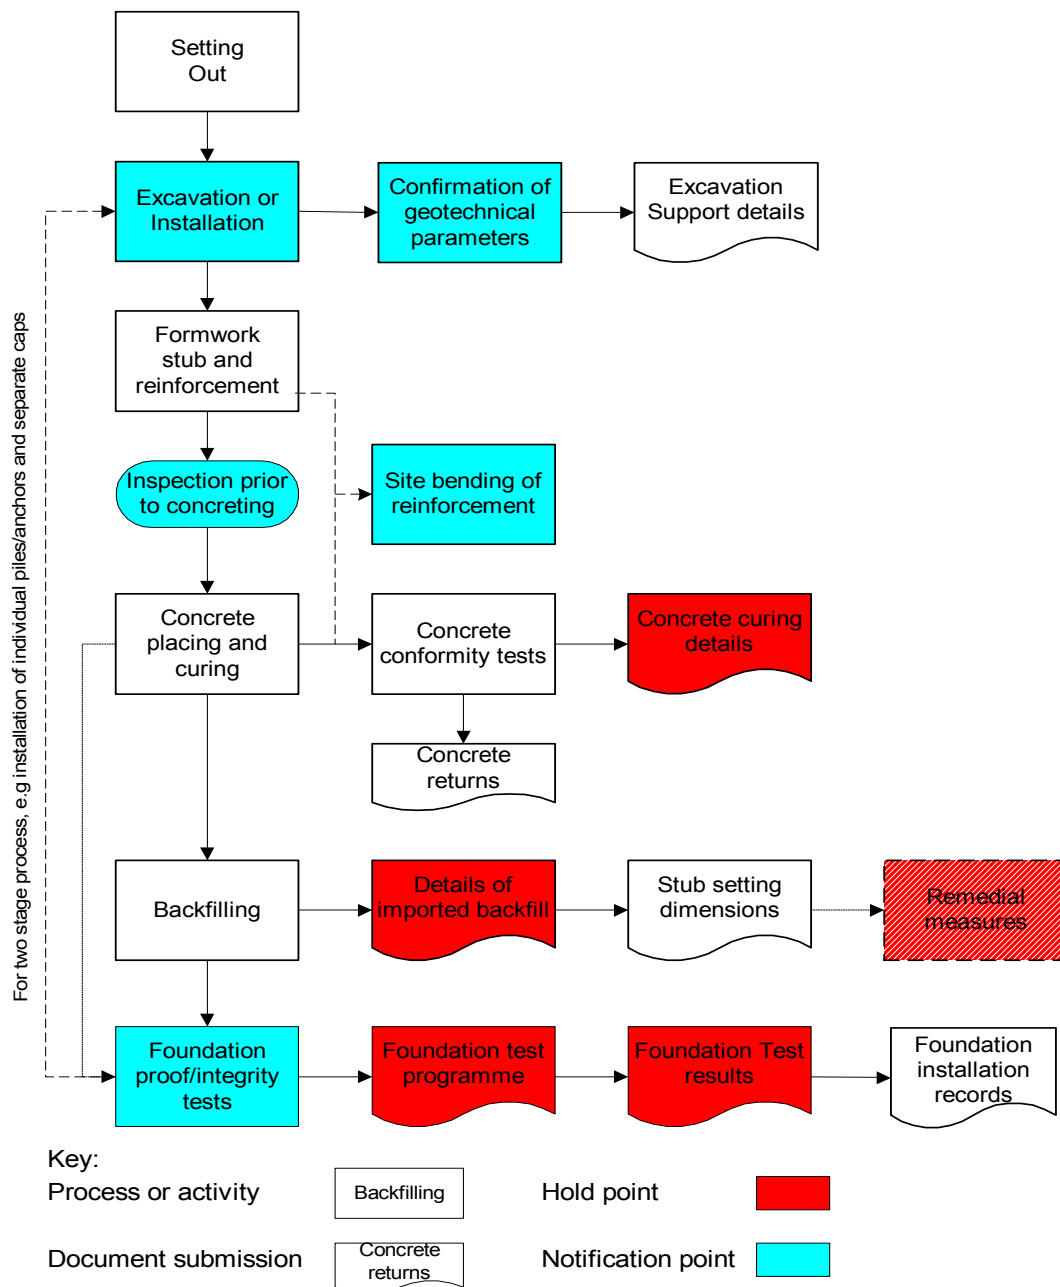 Setting
Out
Excavation or
Installation
Confirmation of
geotechnical
parameters
Excavation
Support details
For two stage process, e.g installation of individual piles/anchors and separate caps
Formwork
stub and
reinforcement
Inspection prior
to concreting
Site bending of
reinforcement
Concrete
placing and
curing
Concrete
conformity tests
Concrete curing
details
Concrete
returns
Backfilling
Details of
imported backfill
Stub setting
dimensions
Remedial
measures
Foundation
proof/integrity
tests
Foundation test
programme
Foundation Test
results
Foundation
installation
records
Key:
Process or activity
Backfilling
Hold point
Document submission
Concrete
returns
Notification point